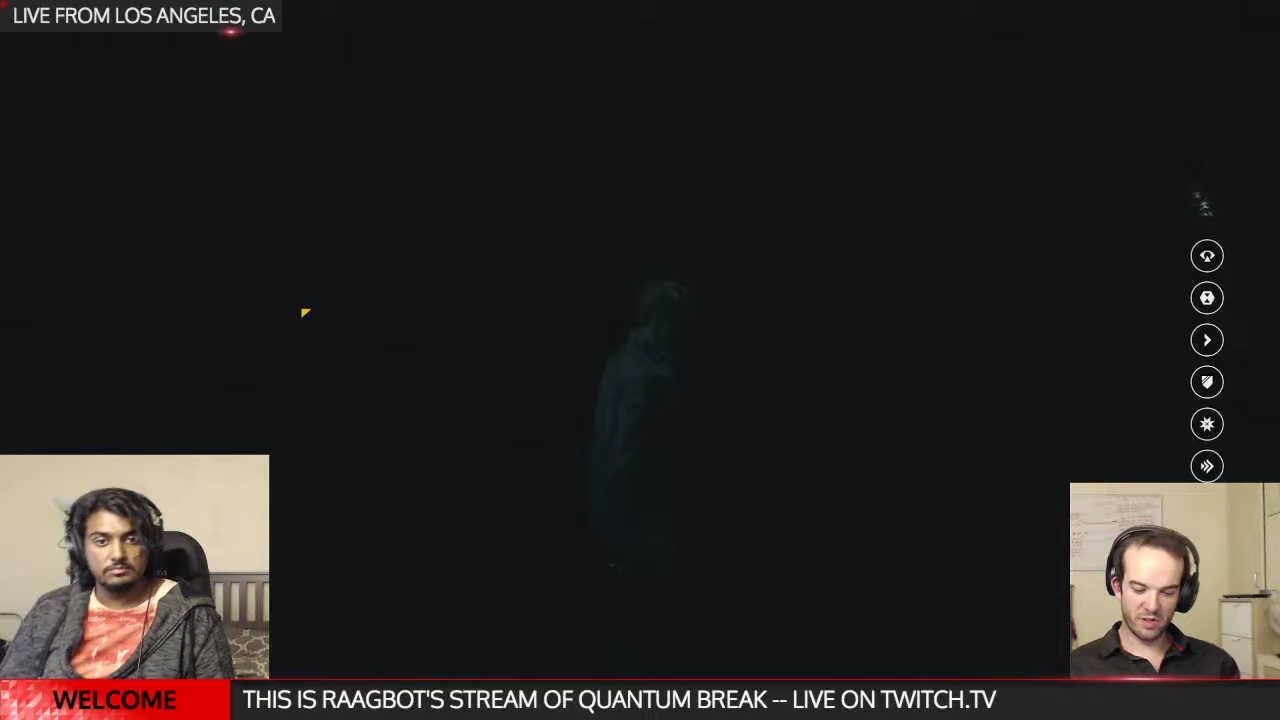 LIVE FROM LOS ANGELES, CA
WELCOME
THIS IS RAAGBOT'S STREAM OF QUANTUM BREAK -- LIVE ON TWITCH.TV